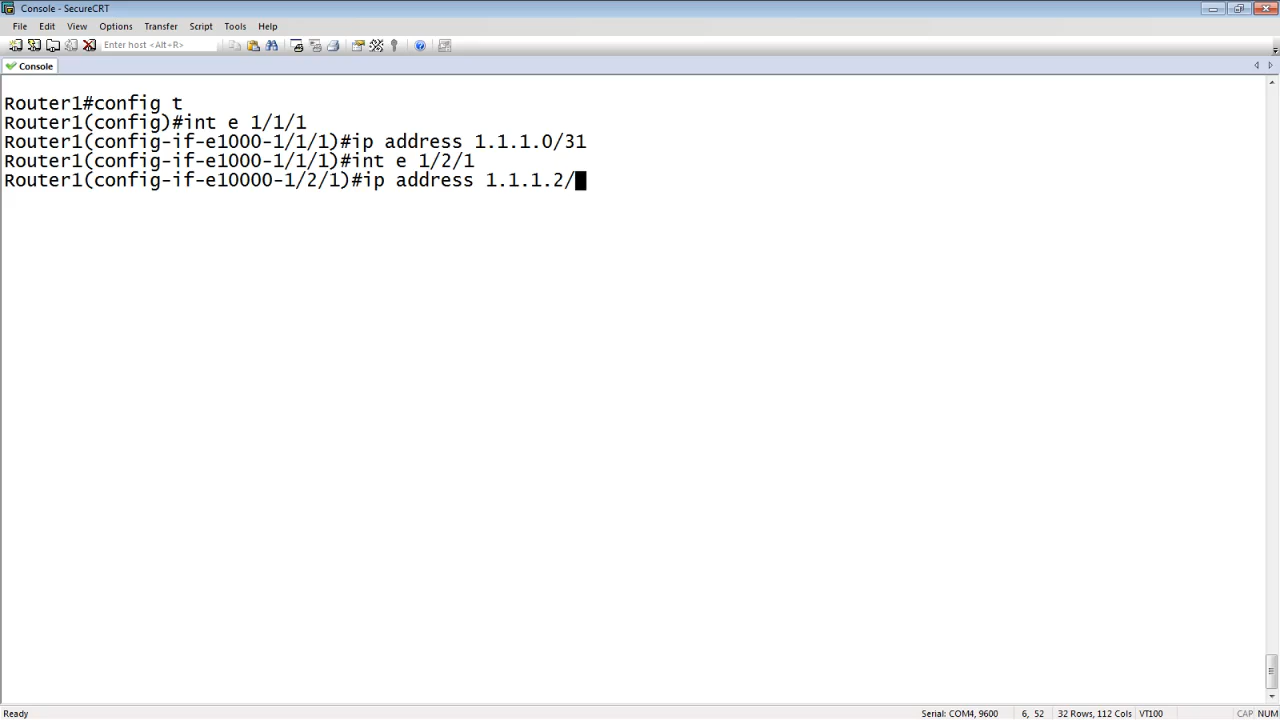 Console - SecureCRT
File Edit View Options Transfer Script Tools Help
Enter host <Alt+R>
Console
Router1#config t
Router1(config)#int e 1/1/1
Router1(config-if-e1000-1/1/1)#ip address 1.1.1.0/31
Router1(config-if-e1000-1/1/1)#int e 1/2/1
Router1(config-if-e10000-1/2/1)#ip address 1.1.1.2/
Ready Serial: COM4, 9600 6, 52 32 Rows, 112 Cols VT100 CAP NUM